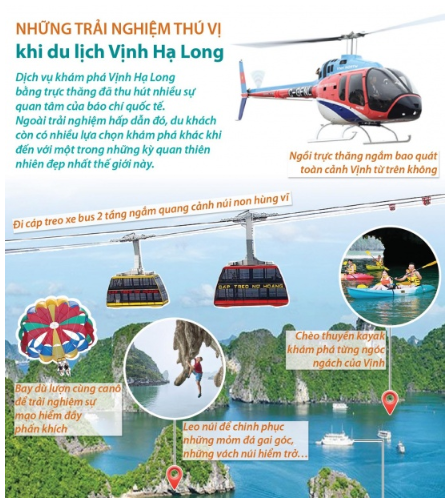 NHỮNG TRẢI NGHIỆM THÚ VỊ
khi du lịch Vịnh Hạ Long
Dịch vụ khám phá Vịnh Hạ Long
bằng trực thăng đã thu hút nhiều sự
quan tâm của báo chí quốc tế.
Ngoài trải nghiệm hấp dẫn đó, du khách
còn có nhiều lựa chọn khám phá khác khi
đến với một trong những kỳ quan thiên
nhiên đẹp nhất thế giới này.
Ngồi trực thăng ngắm bao quát
toàn cảnh Vịnh từ trên không
Đi cáp treo xe bus 2 tầng ngắm quang cảnh núi non hùng vĩ
CAP TREO NU HOANG
Chèo thuyền kayak
khám phá từng ngóc
ngách của Vịnh
Bay dù lượn cùng canô
để trải nghiệm sự
mạo hiểm đầy
phấn khích
Leo núi để chinh phục
những mỏm đá gai góc,
những vách núi hiểm trở...